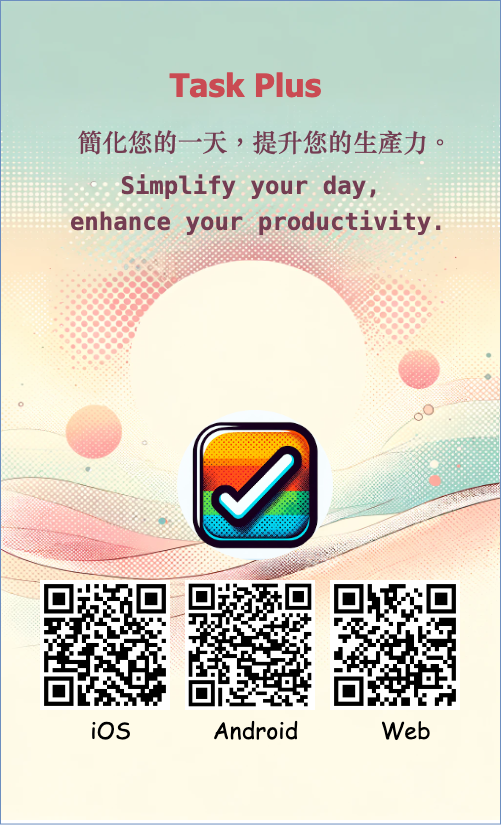 Task Plus
簡化您的一天，提升您的生產力。
Simplify your day,
enhance your productivity.
iOS
Android
Web